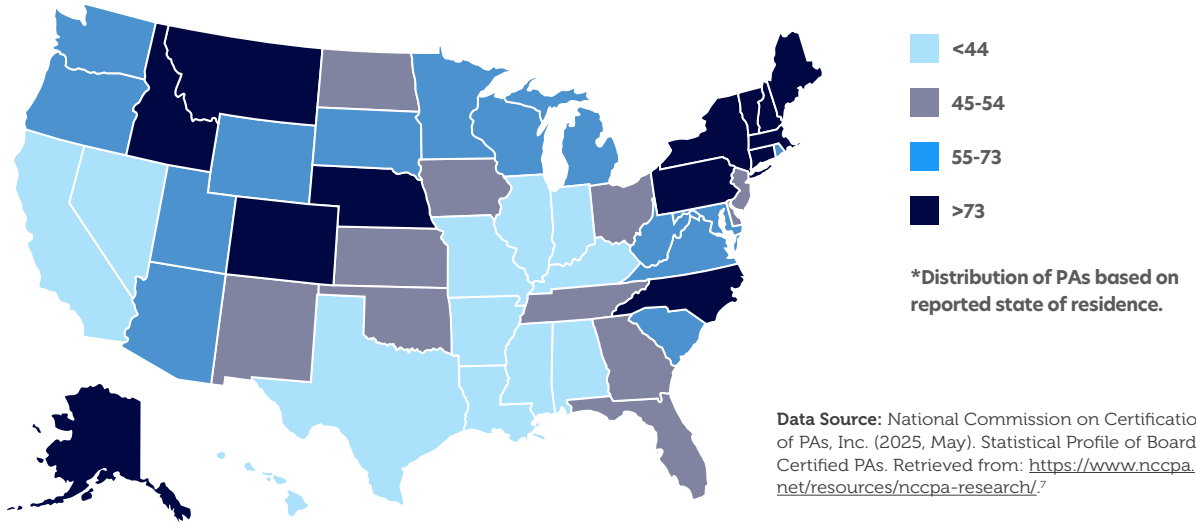 <44
45-54
55-73
>73
*Distribution of PAs based on
reported state of residence.
Data Source: National Commission on Certificatio
of PAs, Inc. (2025, May). Statistical Profile of Board
Certified PAs. Retrieved from: https://www.nccpa.
net/resources/nccpa-research/.⁷